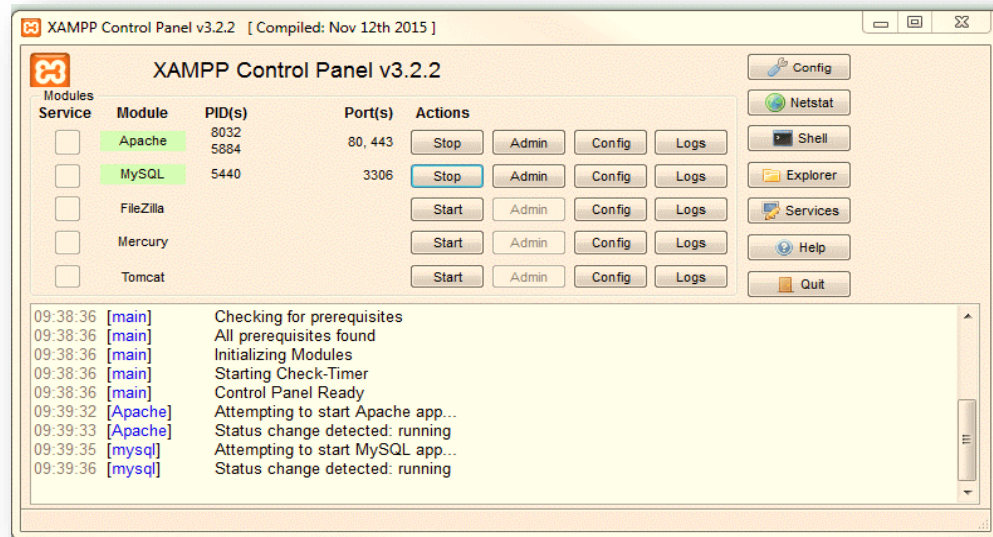 XAMPP Control Panel v3.2.2 [ Compiled: Nov 12th 2015 ]
XAMPP Control Panel v3.2.2
Config
Modules
Service Module PID(s) Port(s) Actions
Netstat
Apache 8032 5884 80, 443 Stop Admin Config Logs
Shell
MySQL 5440 3306 Stop Admin Config Logs
Explorer
FileZilla Start Admin Config Logs
Services
Mercury Start Admin Config Logs
Help
Tomcat Start Admin Config Logs
Quit
09:38:36 [main] Checking for prerequisites
09:38:36 [main] All prerequisites found
09:38:36 [main] Initializing Modules
09:38:36 [main] Starting Check-Timer
09:38:36 [main] Control Panel Ready
09:39:32 [Apache] Attempting to start Apache app...
09:39:33 [Apache] Status change detected: running
09:39:35 [mysql] Attempting to start MySQL app...
09:39:36 [mysql] Status change detected: running